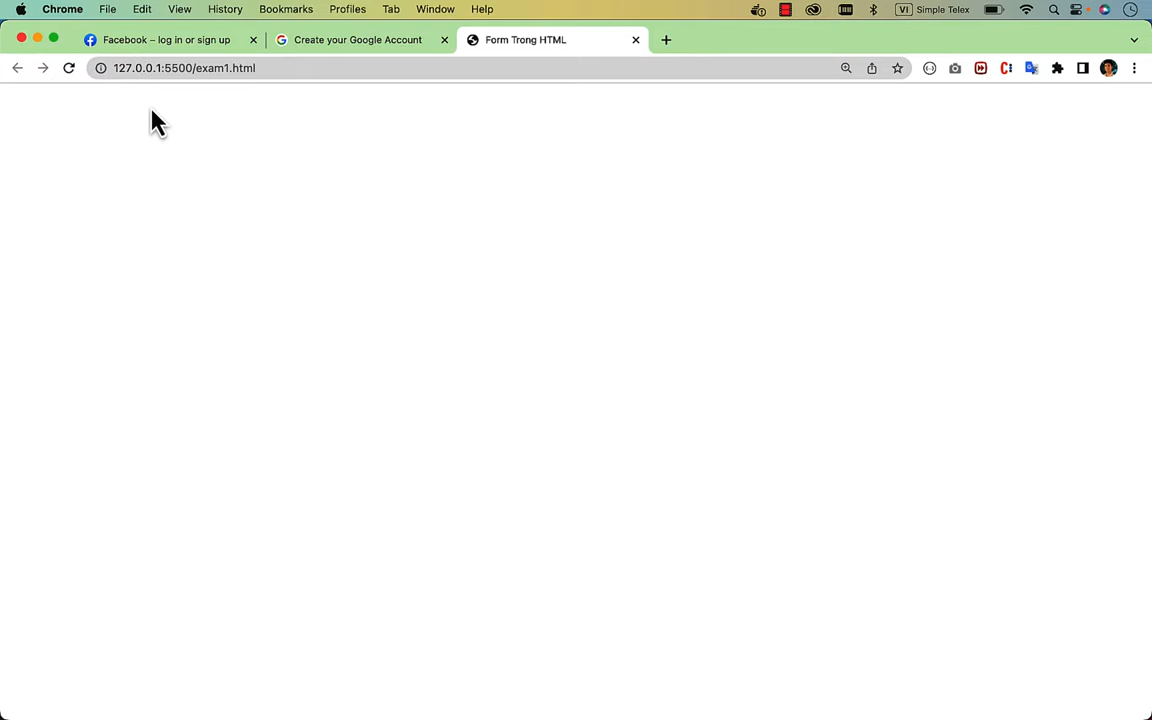 Chrome File Edit View History Bookmarks Profiles Tab Window Help VI Simple Telex
Facebook – log in or sign up Create your Google Account Form Trong HTML
127.0.0.1:5500/exam1.html